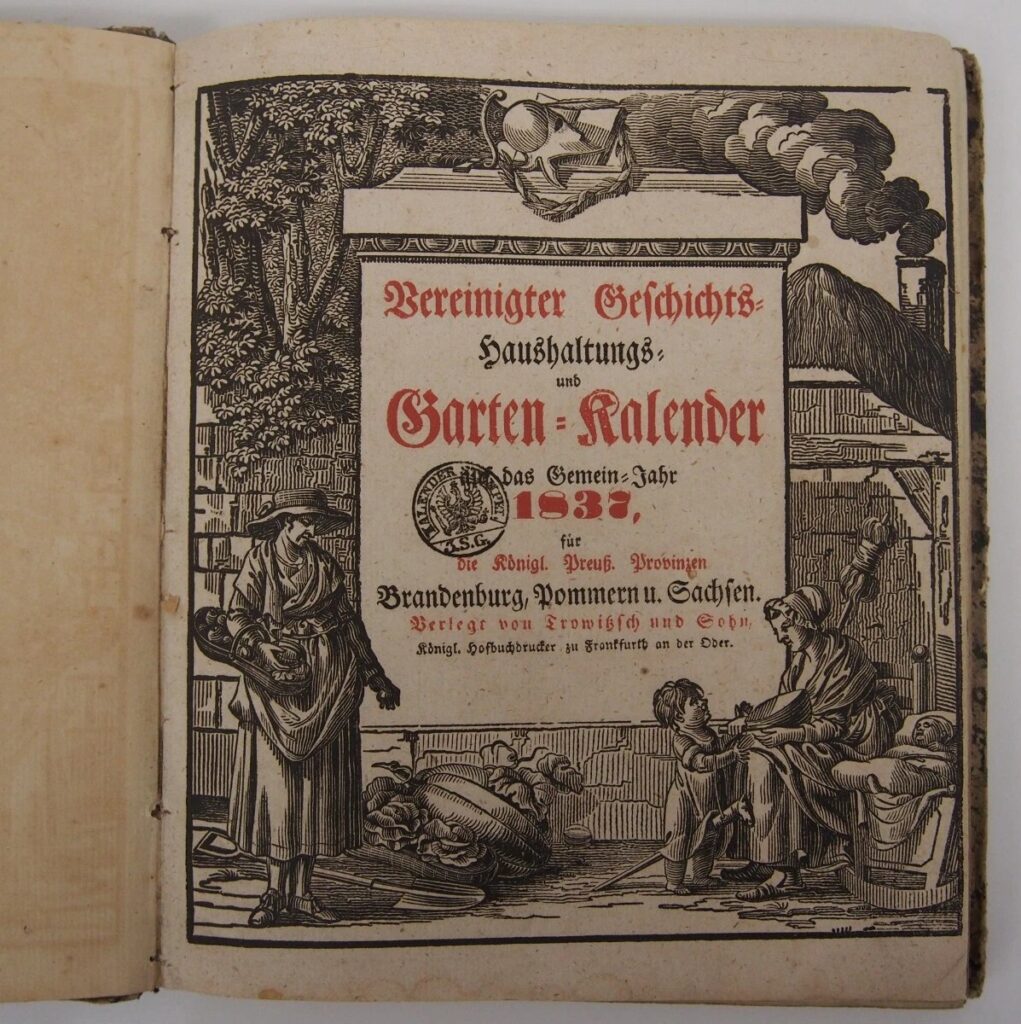 Vereinigter Geschichts-
Haushaltungs-
und
Garten-Kalender
das Gemein-Jahr
1837,
für
die Königl. Preuß. Provinzen
Brandenburg, Pommern u. Sachsen.
Verlegt von Trowitzsch und Sohn,
Königl. Hofbuchdrucker zu Frankfurth an der Oder.
KALENDER
J.S.G.